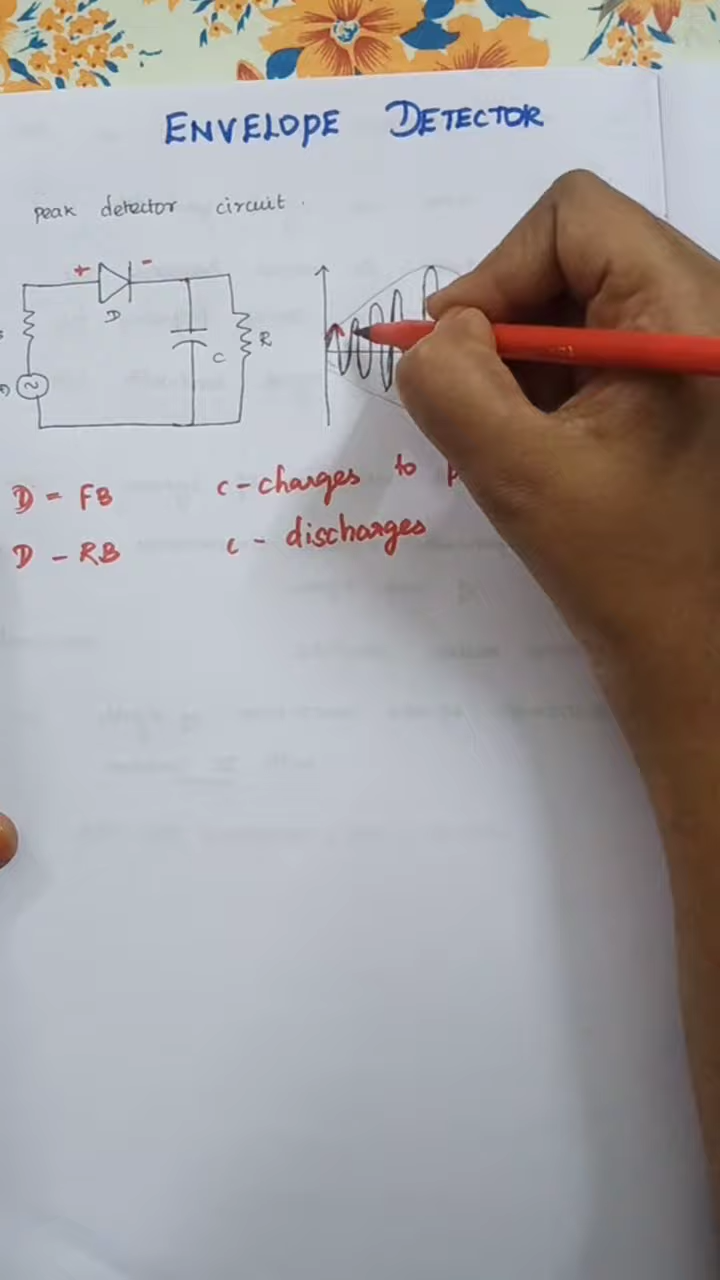 ENVELOPE DETECTOR
peak detector circuit.
+ -
D
C
R
D = FB c - charges to
D - RB c - discharges